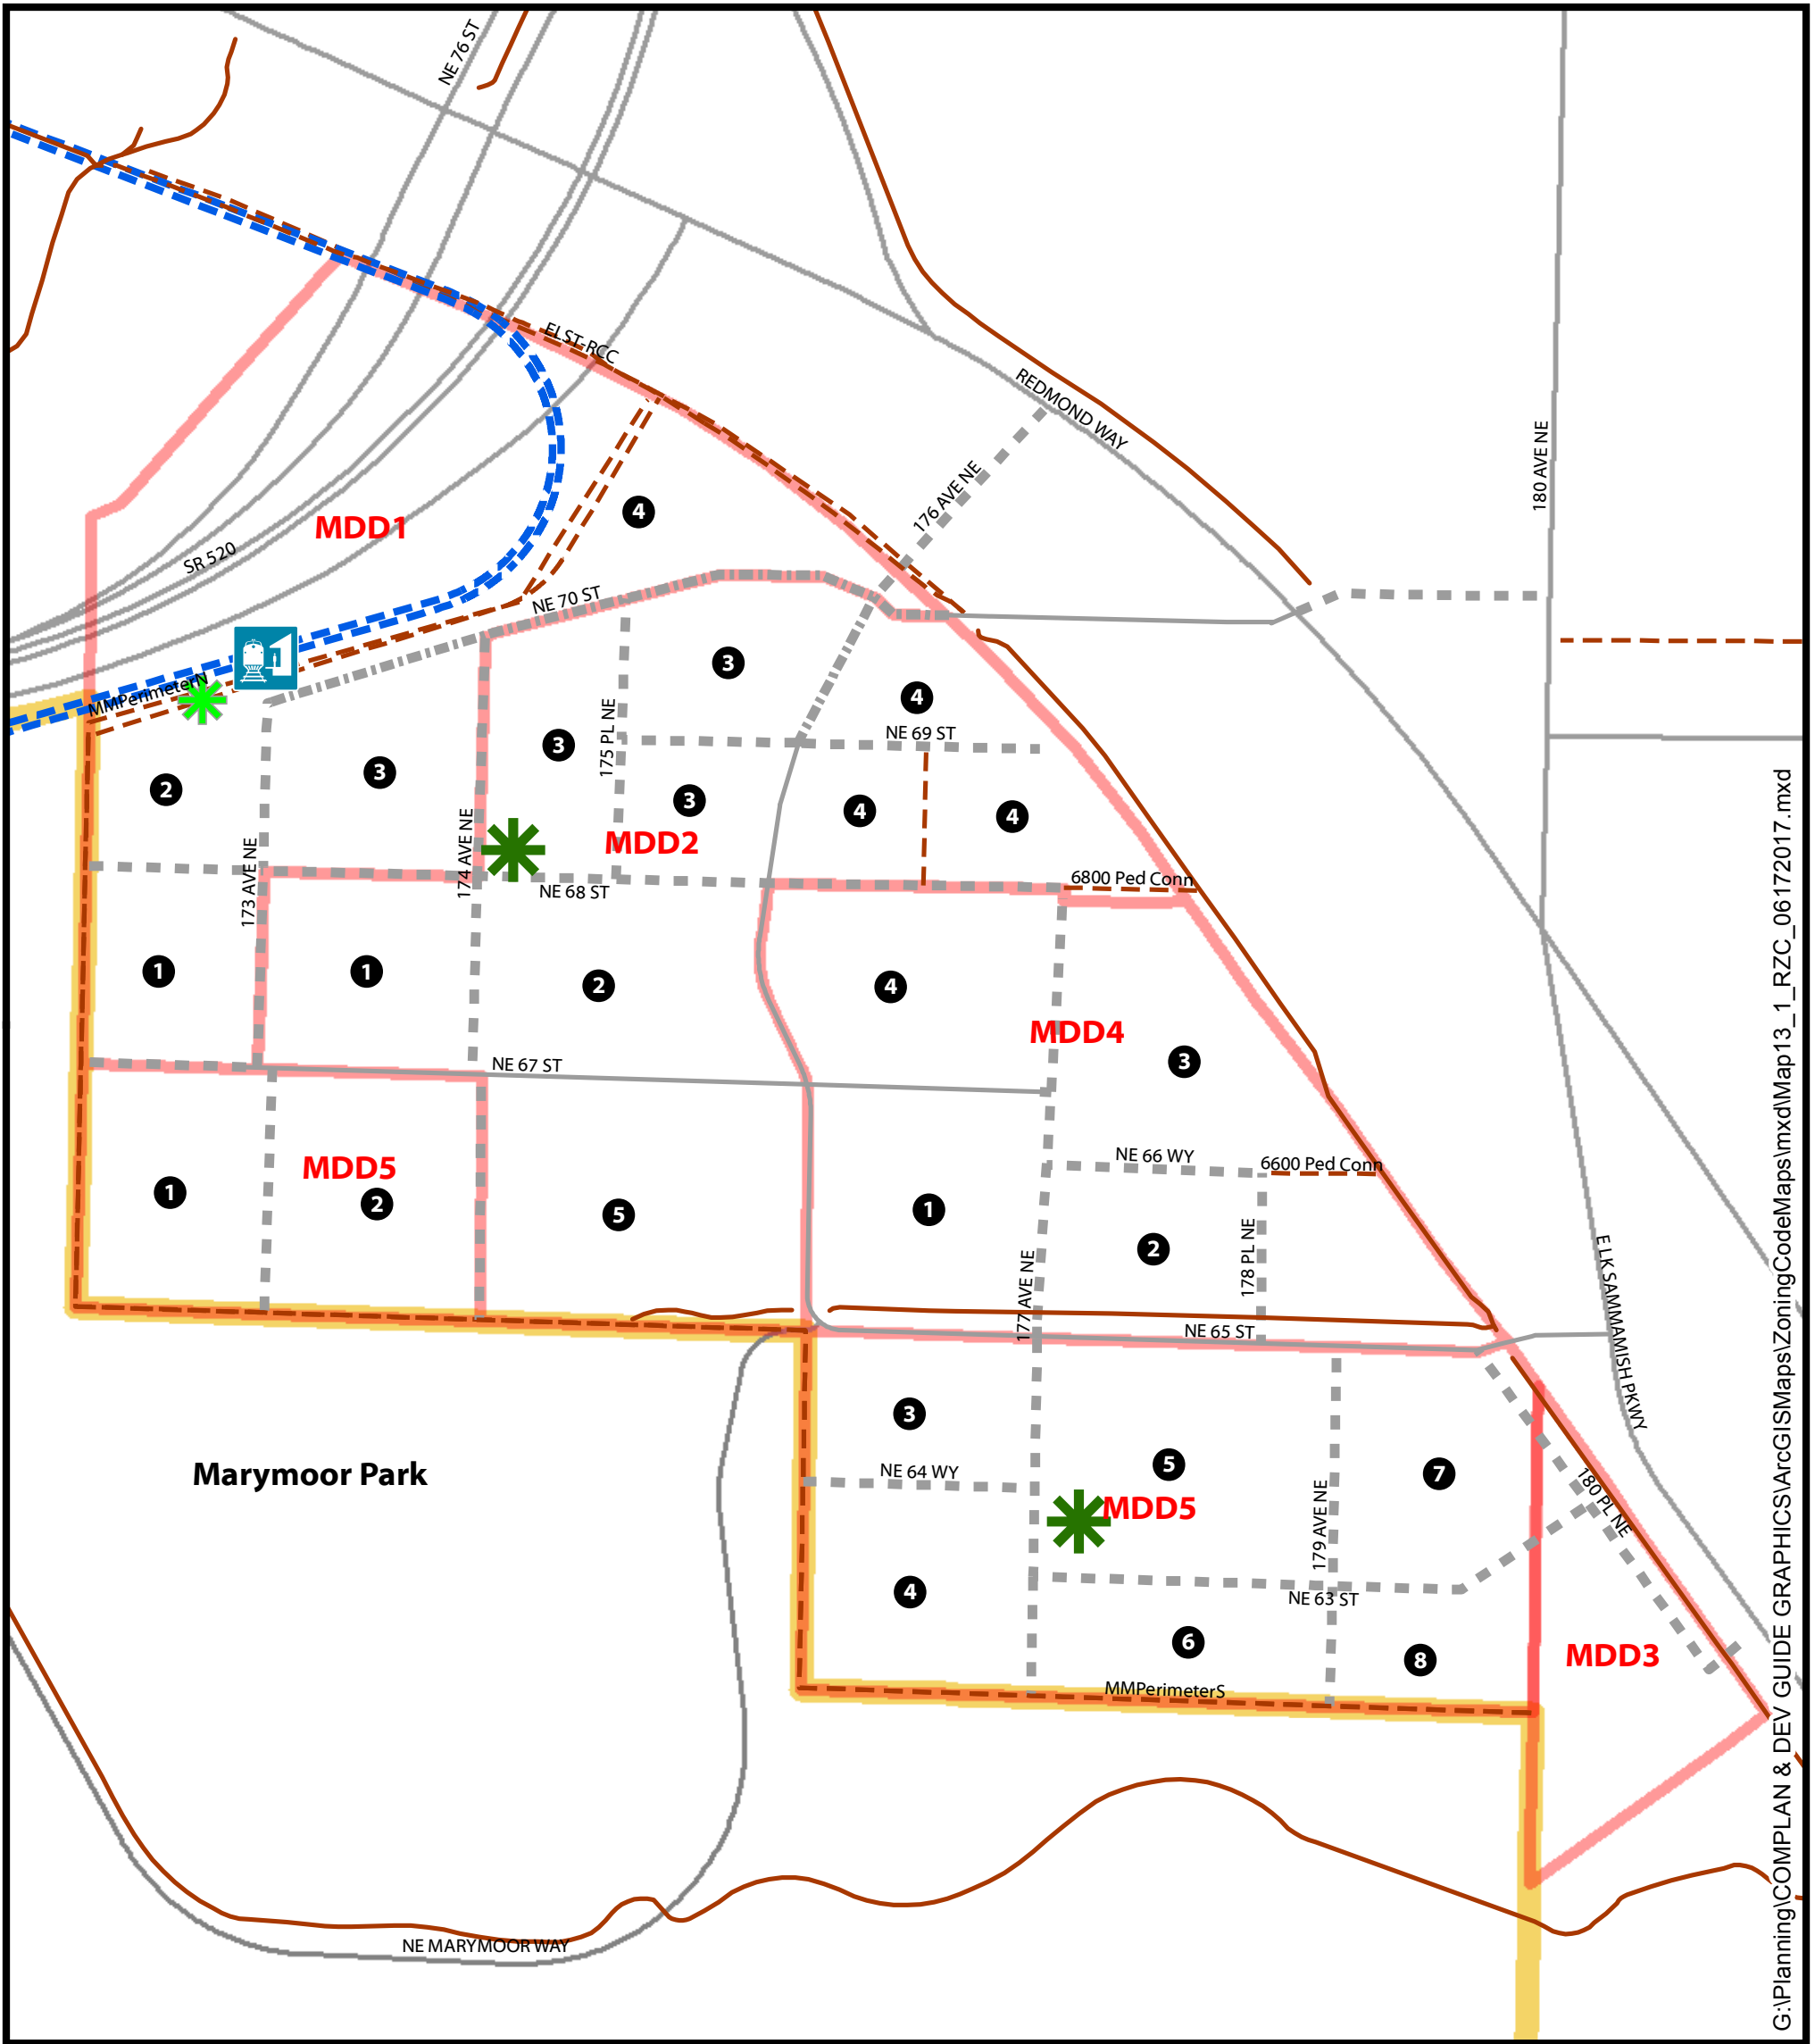 NE 76 ST
ELST-RCC
REDMOND WAY
180 AVE NE
176 AVE NE
4
MDD1
SR 520
NE 70 ST
3
MMPerimeterN
4
175 PL NE
NE 69 ST
3
3
2
3
4
4
MDD2
174 AVE NE
173 AVE NE
6800 Ped Conn
NE 68 ST
1
1
2
4
MDD4
3
NE 67 ST
NE 66 WY
6600 Ped Conn
MDD5
1
2
5
1
2
178 PL NE
177 AVE NE
E LK SAMMAMISH PKWY
NE 65 ST
3
5
7
Marymoor Park
NE 64 WY
MDD5
179 AVE NE
180 PL NE
4
NE 63 ST
6
8
MDD3
MMPerimeterS
NE MARYMOOR WAY
G:\Planning\COMPLAN & DEV GUIDE GRAPHICS\ArcGISMaps\ZoningCodeMaps\mxd\Map13_1_RZC_06172017.mxd